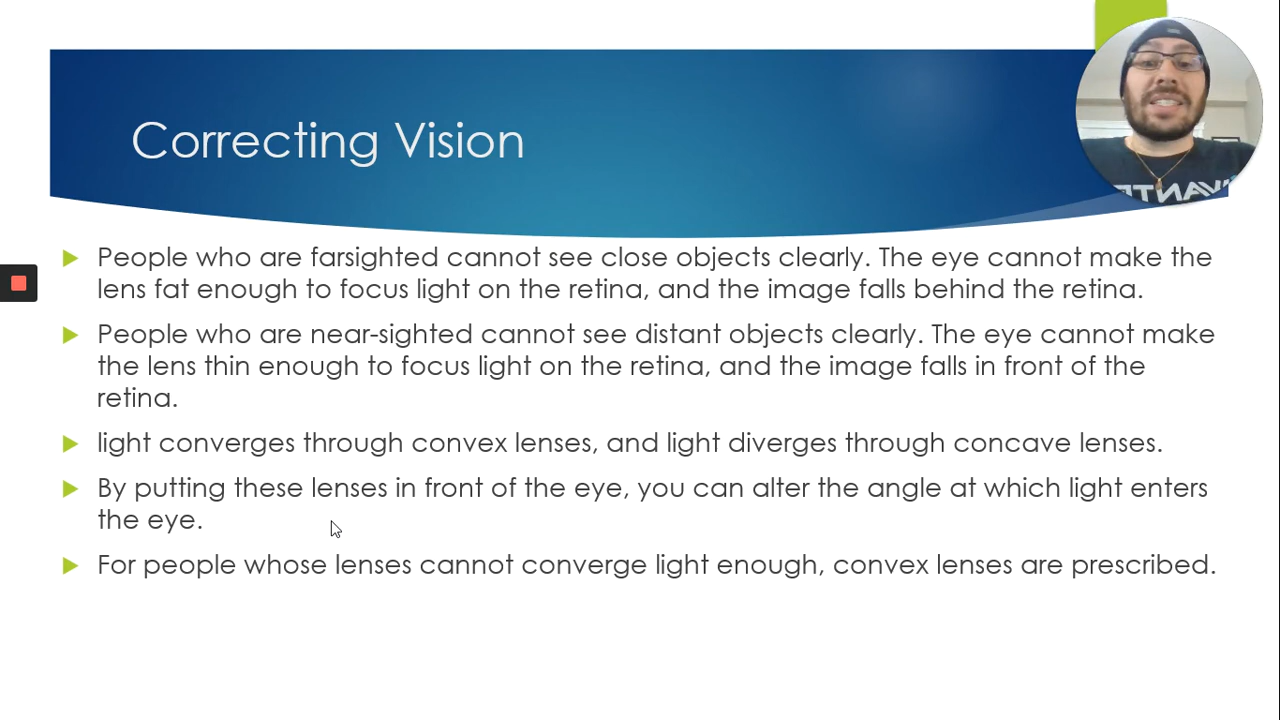 Correcting Vision
People who are farsighted cannot see close objects clearly. The eye cannot make the
lens fat enough to focus light on the retina, and the image falls behind the retina.
People who are near-sighted cannot see distant objects clearly. The eye cannot make
the lens thin enough to focus light on the retina, and the image falls in front of the
retina.
light converges through convex lenses, and light diverges through concave lenses.
By putting these lenses in front of the eye, you can alter the angle at which light enters
the eye.
For people whose lenses cannot converge light enough, convex lenses are prescribed.